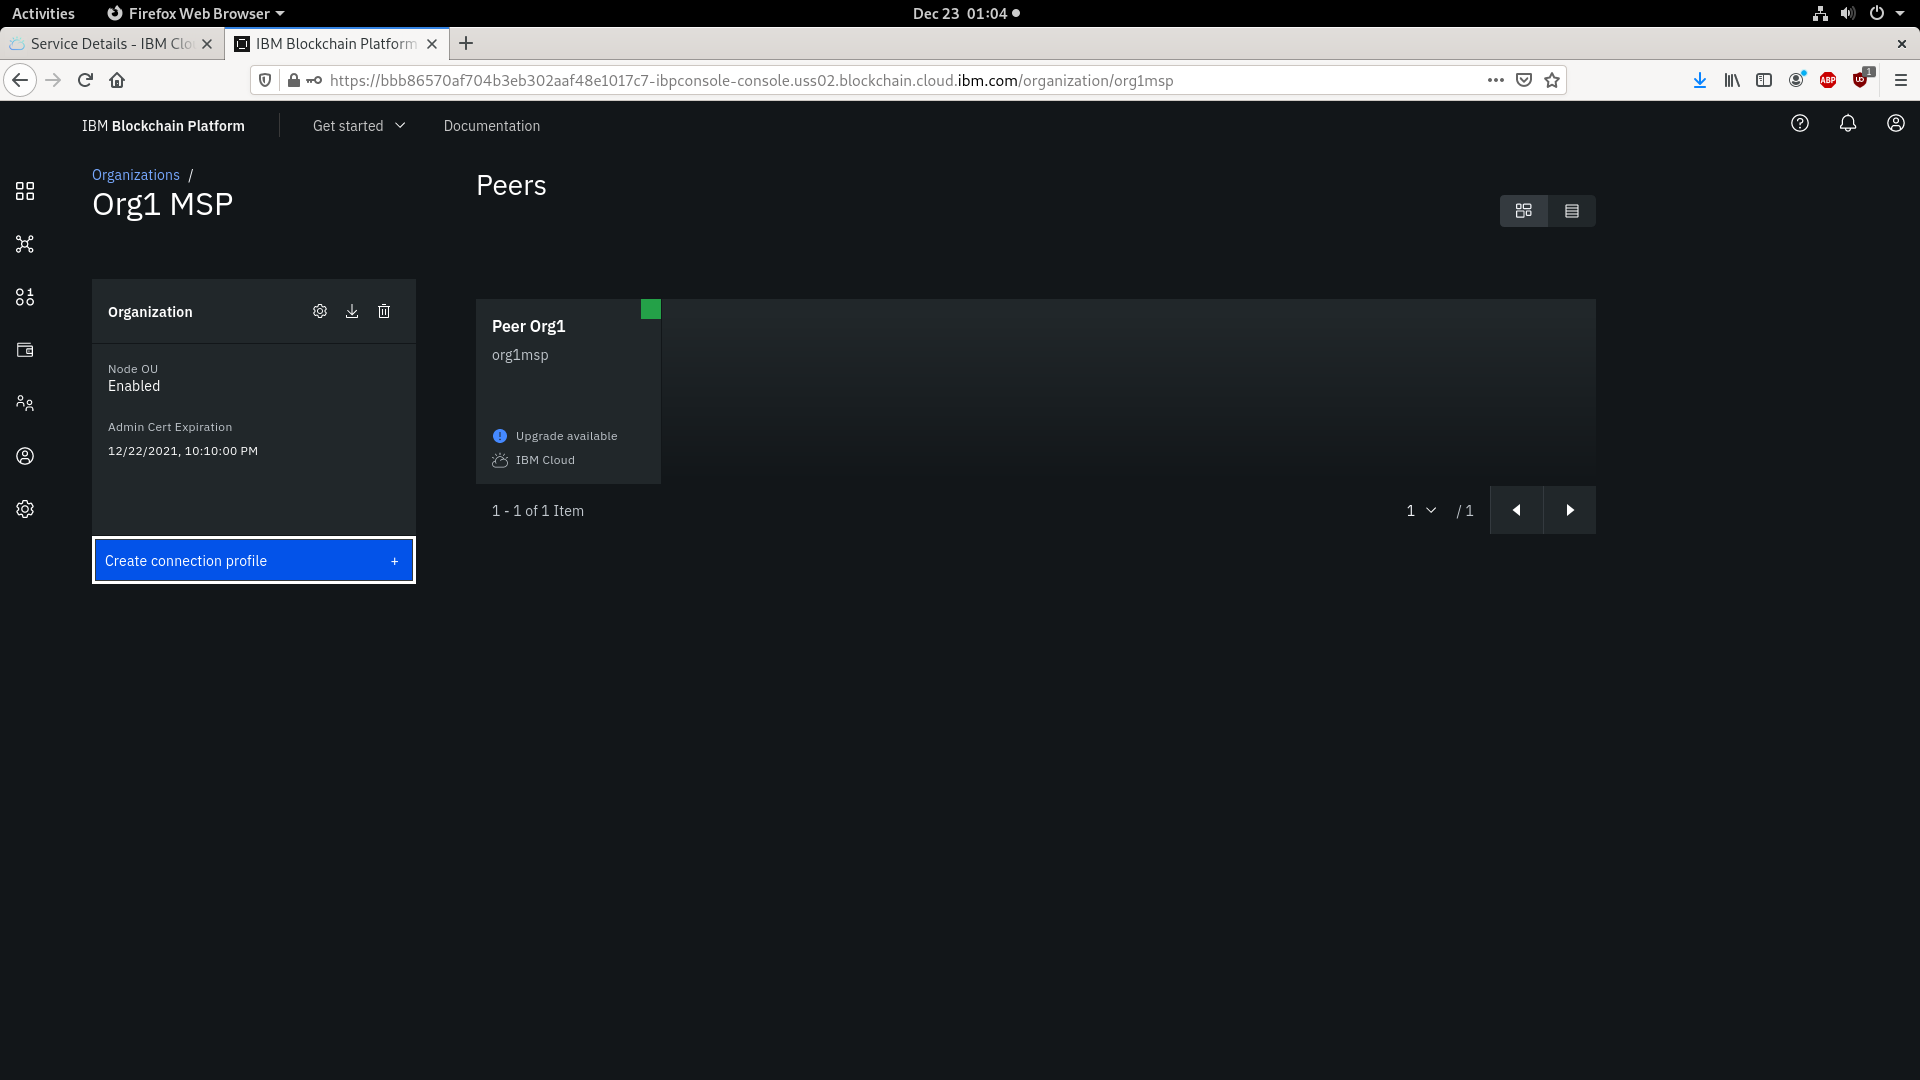 Activities
Firefox Web Browser
Dec 23 01:04
Service Details - IBM Clo
IBM Blockchain Platform
https://bbb86570af704b3eb302aaf48e1017c7-ibpconsole-console.uss02.blockchain.cloud.ibm.com/organization/org1msp
ABP
1
IBM Blockchain Platform
Get started
Documentation
Organizations /
Org1 MSP
Peers
Organization
Node OU
Enabled
Admin Cert Expiration
12/22/2021, 10:10:00 PM
Create connection profile +
Peer Org1
org1msp
Upgrade available
IBM Cloud
1 - 1 of 1 Item
1
/ 1